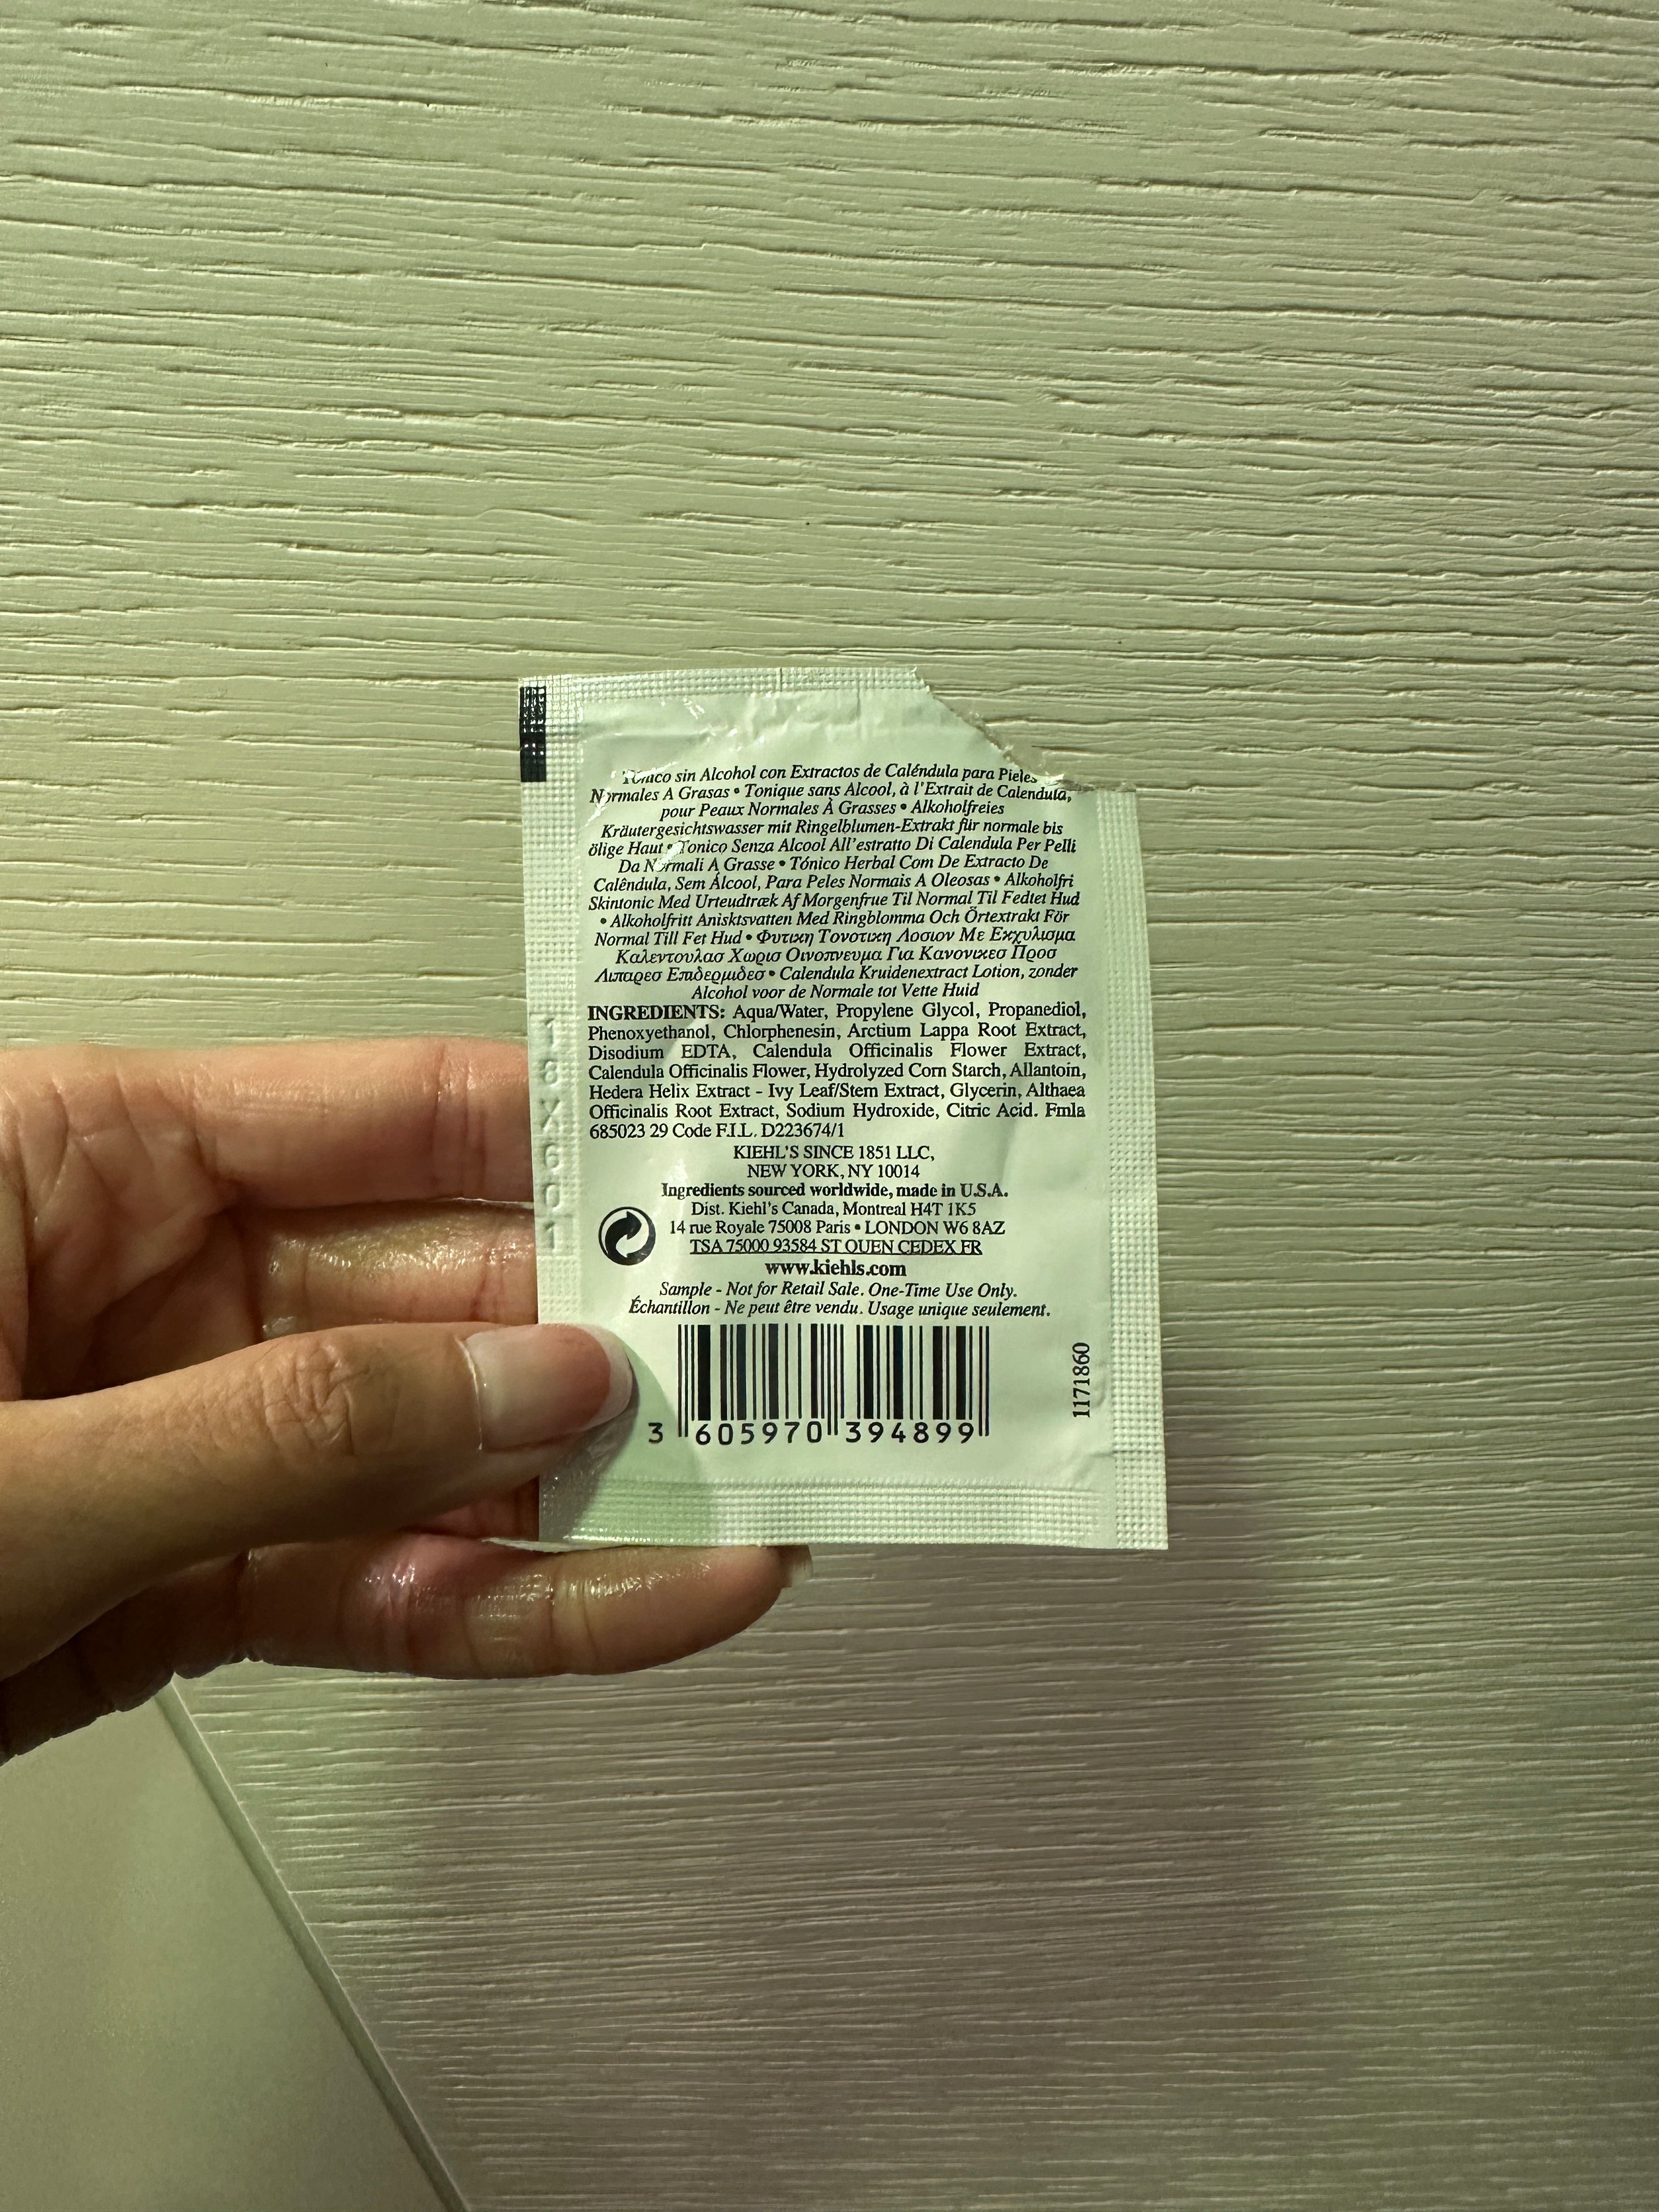 Tónico sin Alcohol con Extractos de Caléndula para Pieles
Normales A Grasas • Tonique sans Alcool, à l'Extrait de Calendula,
pour Peaux Normales À Grasses • Alkoholfreies
Kräutergesichtswasser mit Ringelblumen-Extrakt für normale bis
ölige Haut • Tonico Senza Alcool All'estratto Di Calendula Per Pelli
Da Normali A Grasse • Tónico Herbal Com De Extracto De
Calêndula, Sem Álcool, Para Peles Normais A Oleosas • Alkoholfri
Skintonic Med Urteudtræk Af Morgenfrue Til Normal Til Fedtet Hud
• Alkoholfritt Anisktsvatten Med Ringblomma Och Örtextrakt För
Normal Till Fet Hud • Φυτικη Τονοτικη Λοσιον Με Εκχυλισμα
Καλεντουλασ Χωρισ Οινοπνευμα Για Κανονικεσ Προσ
Λιπαρεσ Επιδερμιδεσ • Calendula Kruidenextract Lotion, zonder
Alcohol voor de Normale tot Vette Huid
INGREDIENTS: Aqua/Water, Propylene Glycol, Propanediol,
Phenoxyethanol, Chlorphenesin, Arctium Lappa Root Extract,
Disodium EDTA, Calendula Officinalis Flower Extract,
Calendula Officinalis Flower, Hydrolyzed Corn Starch, Allantoin,
Hedera Helix Extract - Ivy Leaf/Stem Extract, Glycerin, Althaea
Officinalis Root Extract, Sodium Hydroxide, Citric Acid. Fmla
685023 29 Code F.I.L. D223674/1
KIEHL'S SINCE 1851 LLC,
NEW YORK, NY 10014
Ingredients sourced worldwide, made in U.S.A.
Dist. Kiehl's Canada, Montreal H4T 1K5
14 rue Royale 75008 Paris • LONDON W6 8AZ
TSA 75000 93584 ST OUEN CEDEX FR
www.kiehls.com
Sample - Not for Retail Sale. One-Time Use Only.
Échantillon - Ne peut être vendu. Usage unique seulement.
3 605970 394899
1171860